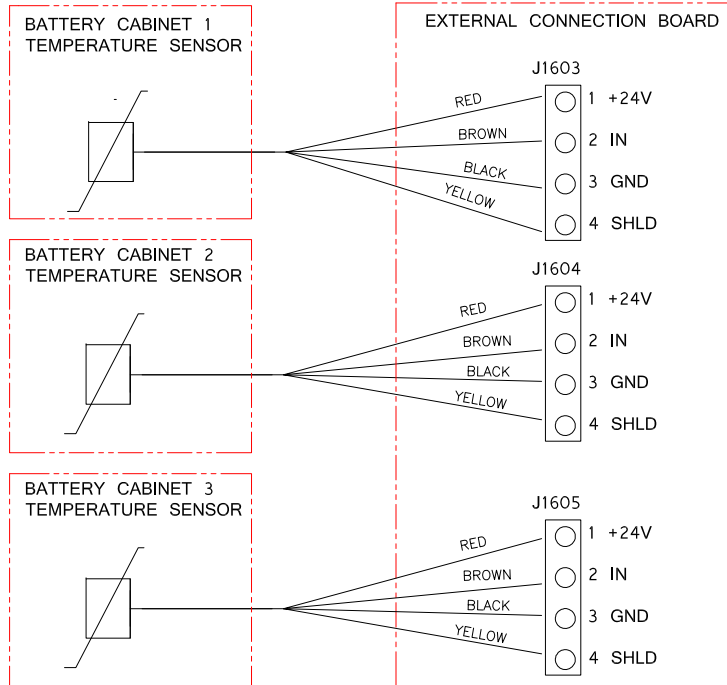 BATTERY CABINET 1
TEMPERATURE SENSOR
EXTERNAL CONNECTION BOARD
J1603
RED
1 +24V
BROWN
2 IN
BLACK
3 GND
YELLOW
4 SHLD
BATTERY CABINET 2
TEMPERATURE SENSOR
J1604
RED
1 +24V
BROWN
2 IN
BLACK
3 GND
YELLOW
4 SHLD
BATTERY CABINET 3
TEMPERATURE SENSOR
J1605
RED
1 +24V
BROWN
2 IN
BLACK
3 GND
YELLOW
4 SHLD